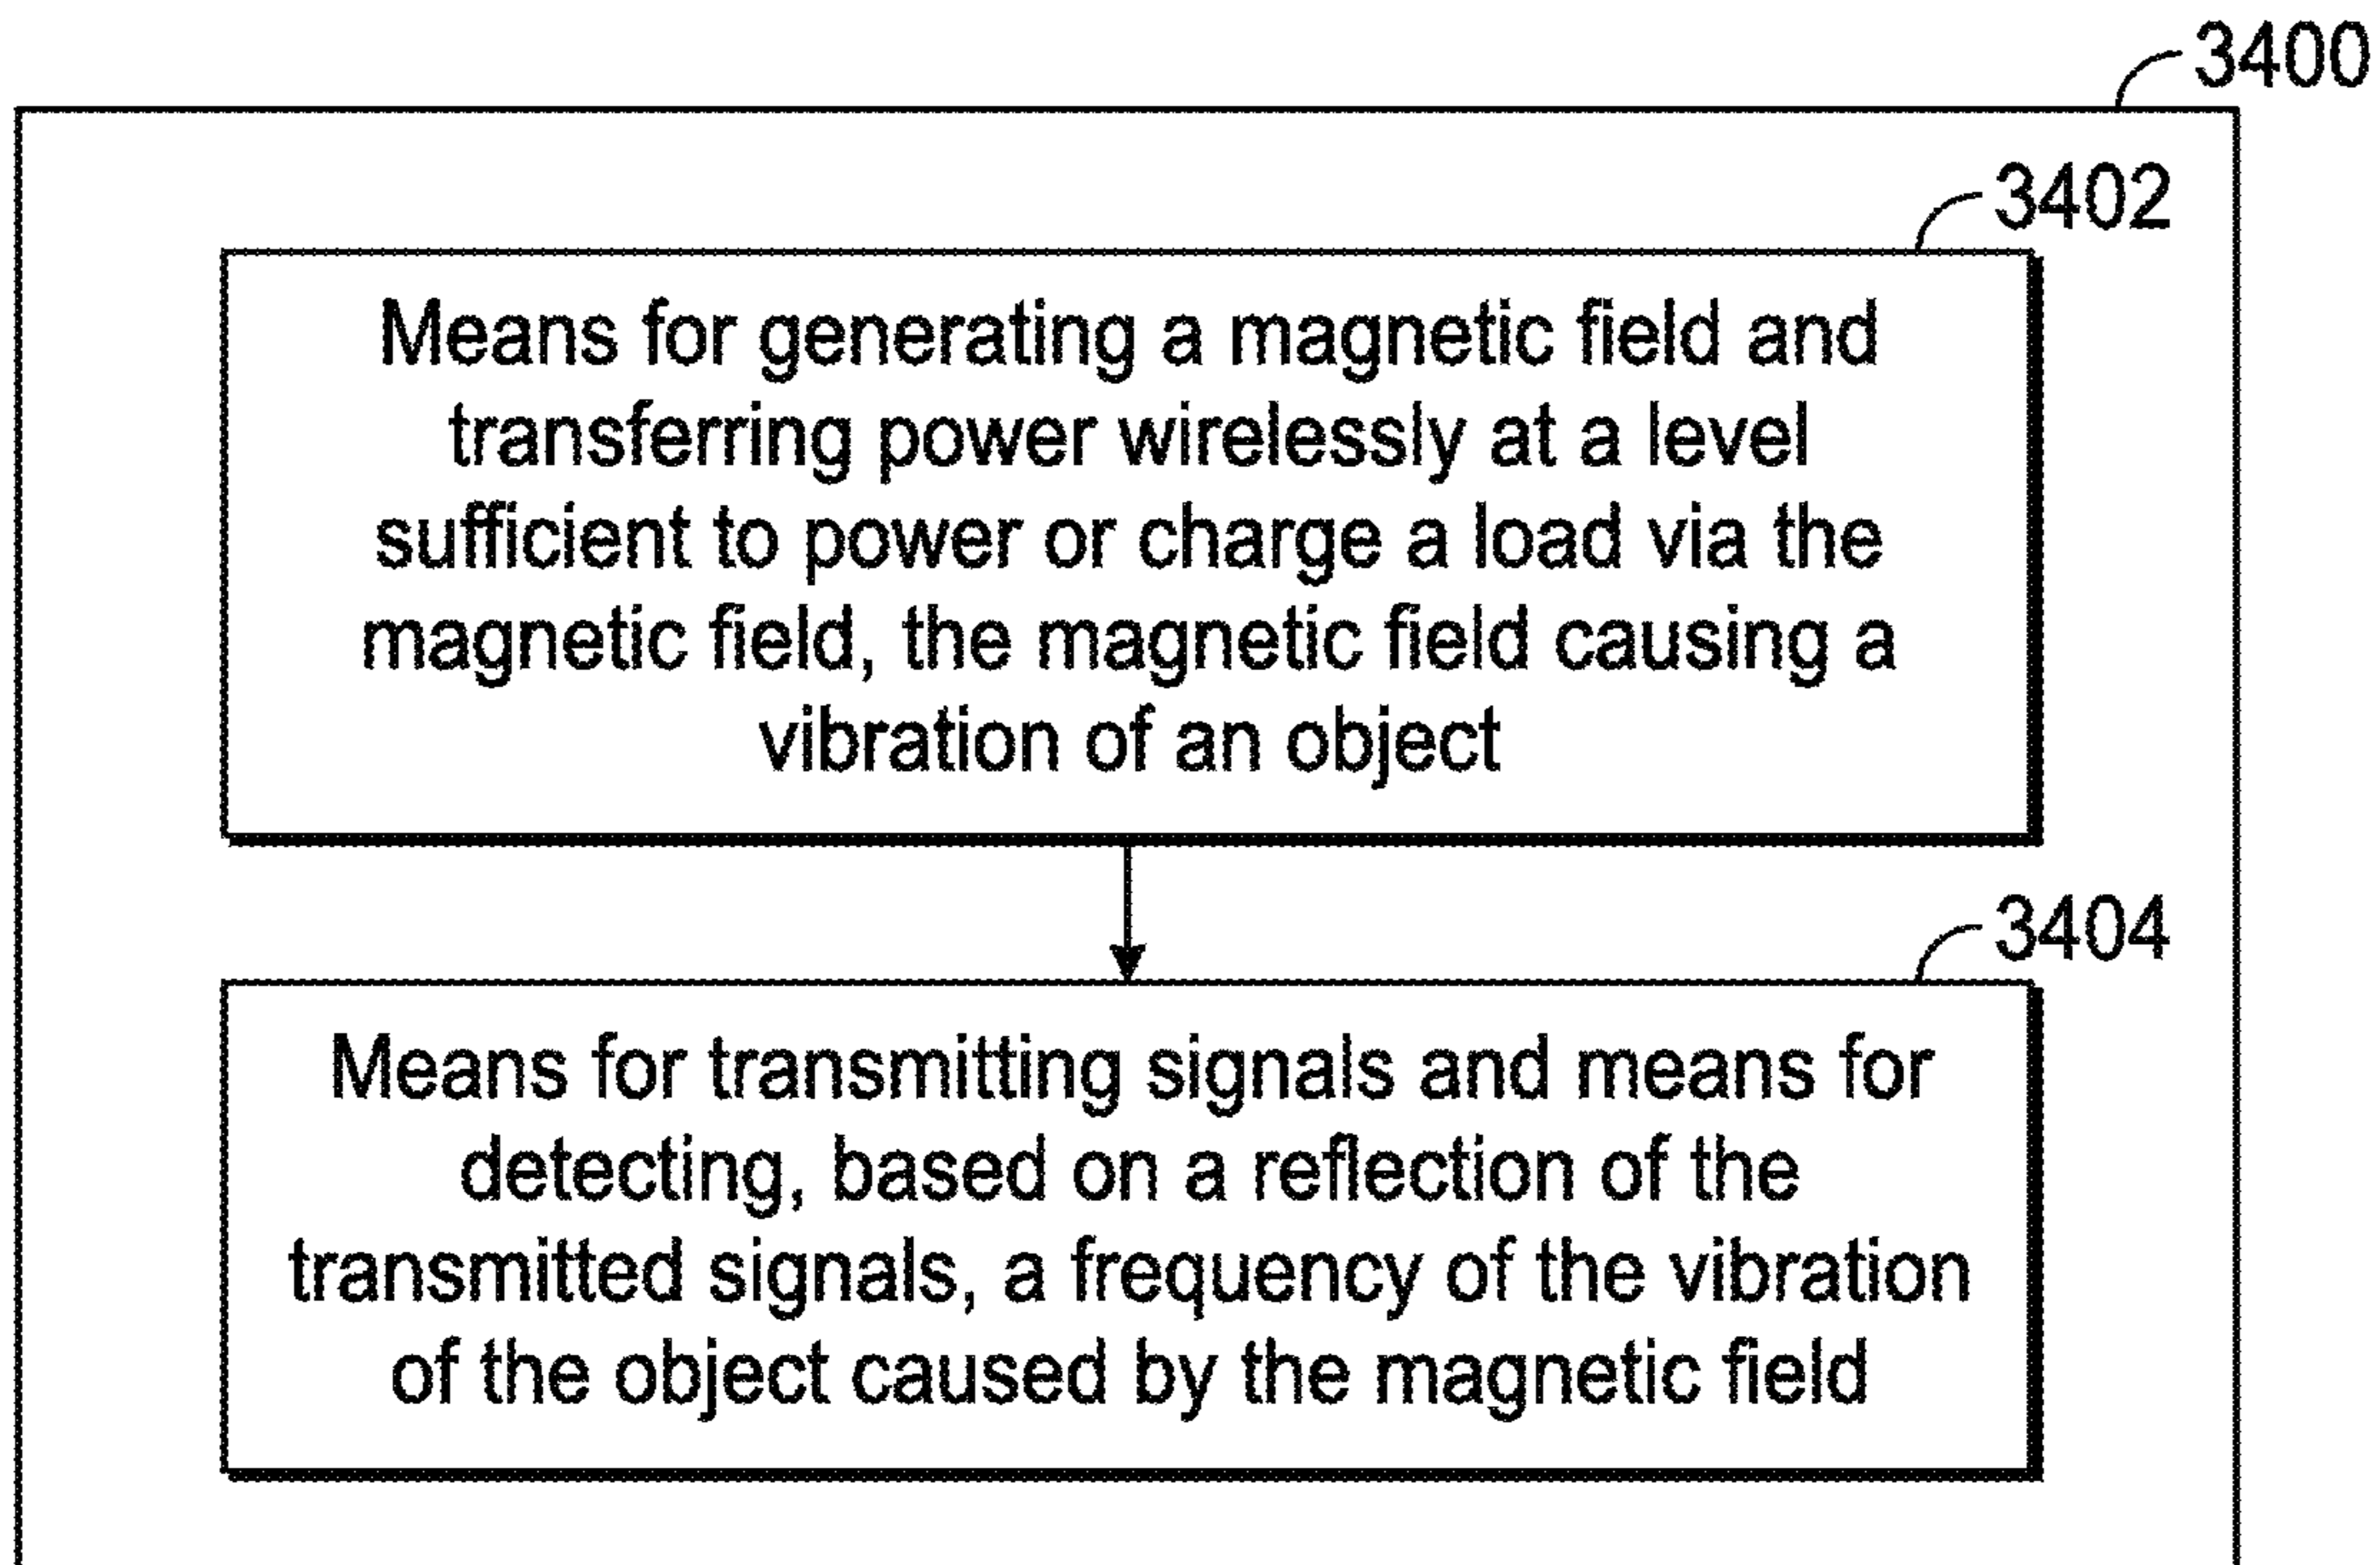 3400
3402
Means for generating a magnetic field and
transferring power wirelessly at a level
sufficient to power or charge a load via the
magnetic field, the magnetic field causing a
vibration of an object
3404
Means for transmitting signals and means for
detecting, based on a reflection of the
transmitted signals, a frequency of the vibration
of the object caused by the magnetic field